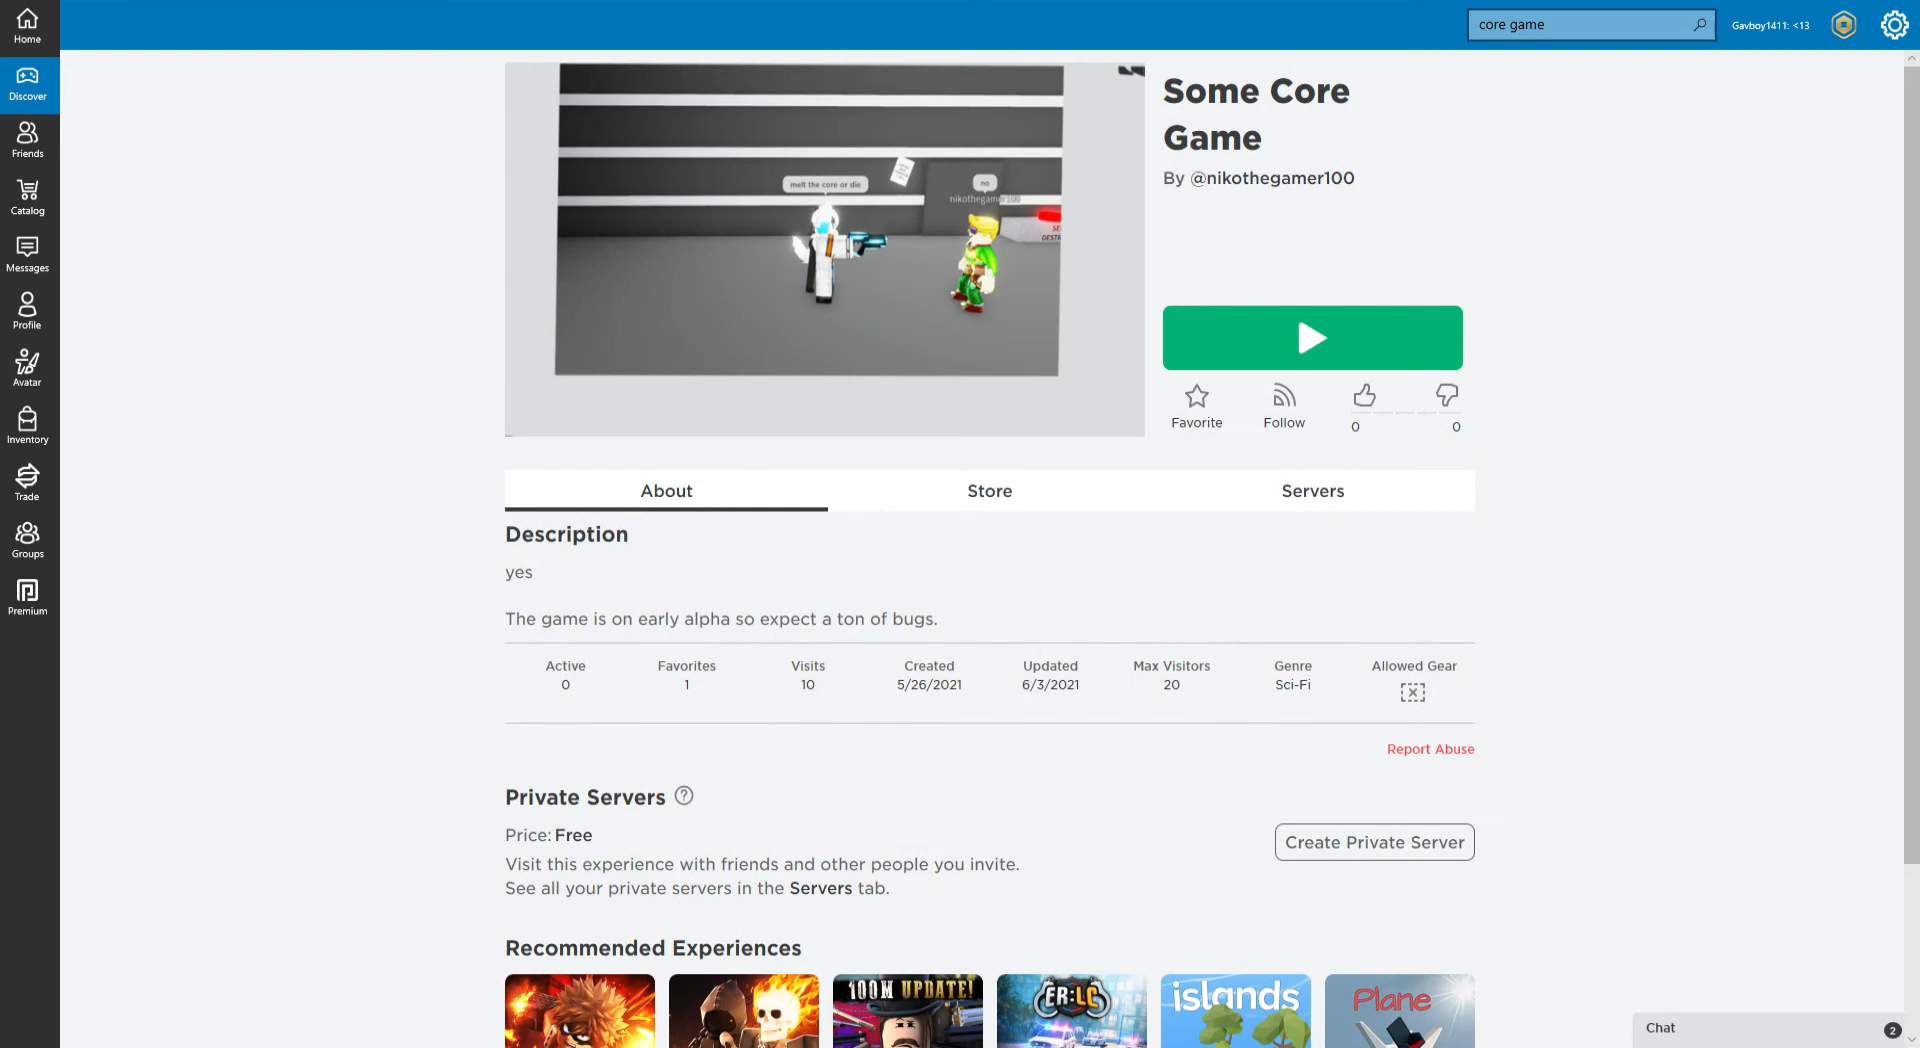 Home
Discover
Friends
Catalog
Messages
Profile
Avatar
Inventory
Trade
Groups
Premium
core game
Gavboy1411: <13
melt the core or die
no
nikothegamer100
SE
DESTR
Some Core
Game
By @nikothegamer100
Favorite
Follow
0
0
About
Store
Servers
Description
yes
The game is on early alpha so expect a ton of bugs.
Active
Favorites
Visits
Created
Updated
Max Visitors
Genre
Allowed Gear
0
1
10
5/26/2021
6/3/2021
20
Sci-Fi
Report Abuse
Private Servers
Price: Free
Create Private Server
Visit this experience with friends and other people you invite.
See all your private servers in the Servers tab.
Recommended Experiences
100M UPDATE!
ER:LC
islands
Plane
Chat
2